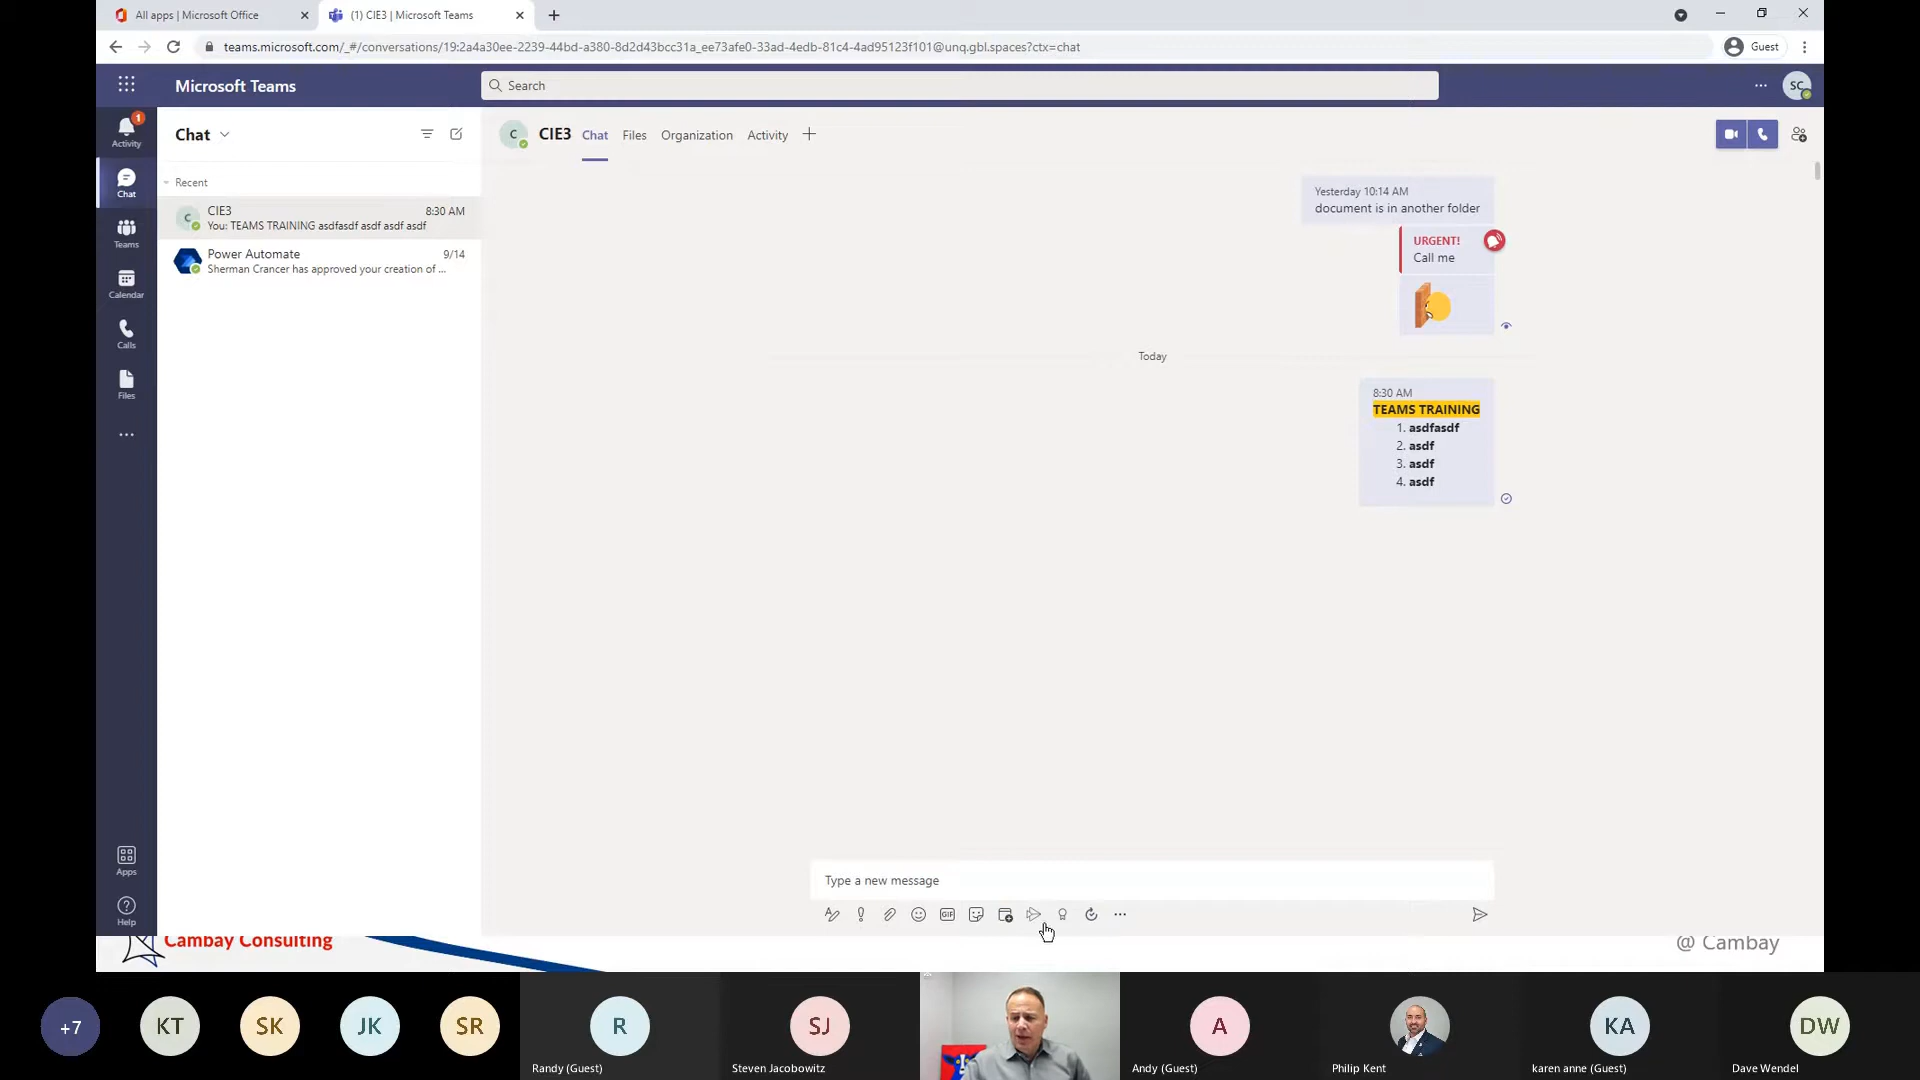 All apps | Microsoft Office
(1) CIE3 | Microsoft Teams
teams.microsoft.com/_#/conversations/19:2a4a30ee-2239-44bd-a380-8d2d43bcc31a_ee73afe0-33ad-4edb-81c4-4ad95123f101@unq.gbl.spaces?ctx=chat
Guest
Microsoft Teams
Search
SC
1
Activity
Chat
Teams
Calendar
Calls
Files
Apps
Help
Chat
Recent
C
CIE3
8:30 AM
You: TEAMS TRAINING asdfasdf asdf asdf asdf
Power Automate
9/14
Sherman Crancer has approved your creation of ...
C
CIE3
Chat
Files
Organization
Activity
Yesterday 10:14 AM
document is in another folder
URGENT!
Call me
Today
8:30 AM
TEAMS TRAINING
1. asdfasdf
2. asdf
3. asdf
4. asdf
Type a new message
GIF
Cambay Consulting
@ Cambay
+7
KT
SK
JK
SR
R
Randy (Guest)
SJ
Steven Jacobowitz
A
Andy (Guest)
Philip Kent
KA
karen anne (Guest)
DW
Dave Wendel